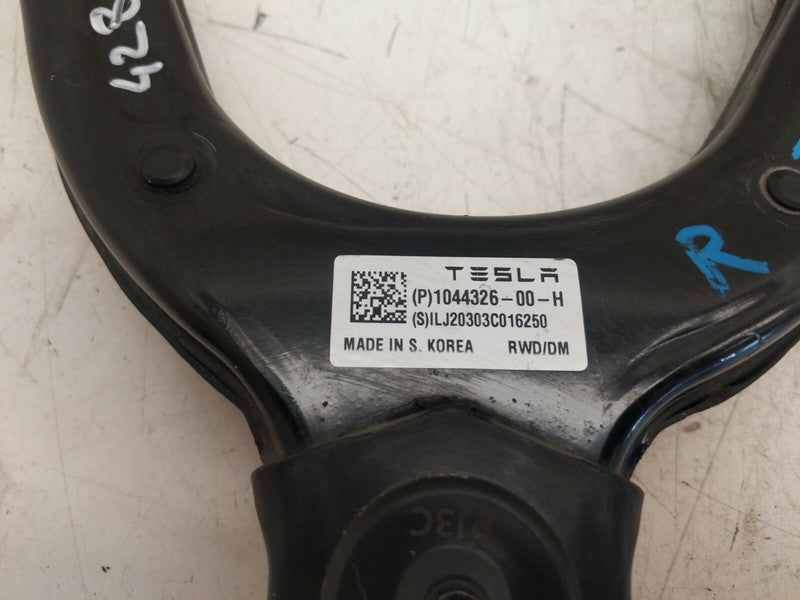 428
R
TESLA
(P)1044326-00-H
(S)ILJ20303C016250
MADE IN S. KOREA RWD/DM